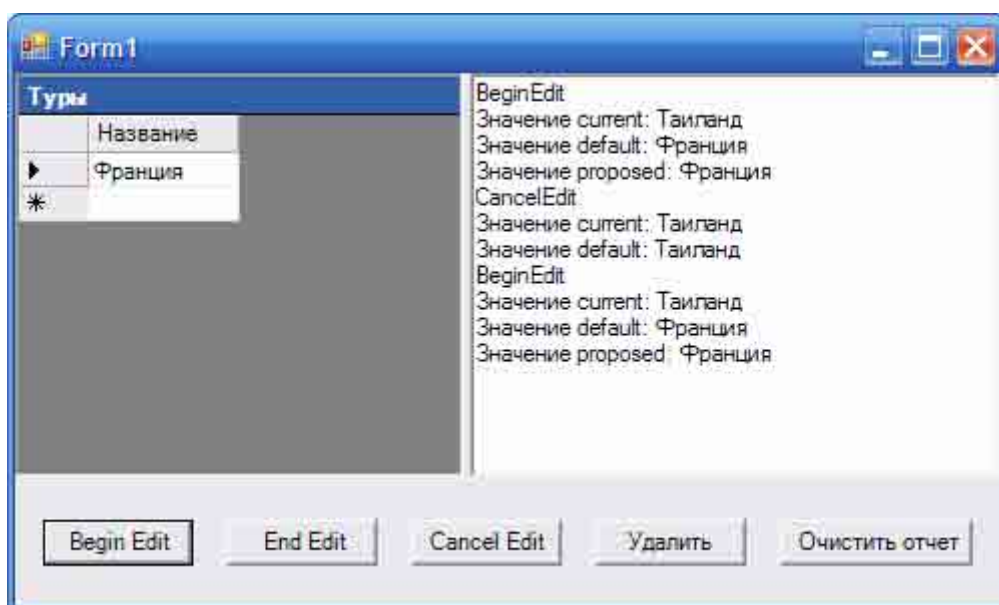 Form1
Туры
Название
Франция
BeginEdit
Значение current: Таиланд
Значение default: Франция
Значение proposed: Франция
CancelEdit
Значение current: Таиланд
Значение default: Таиланд
BeginEdit
Значение current: Таиланд
Значение default: Франция
Значение proposed: Франция
Begin Edit End Edit Cancel Edit Удалить Очистить отчет